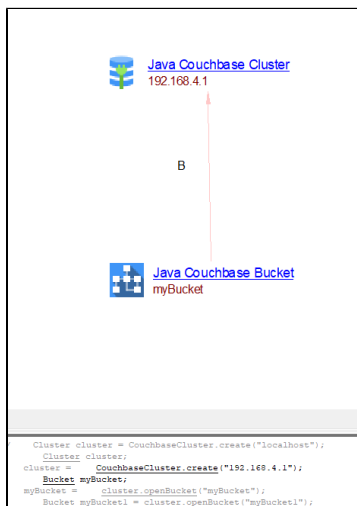 Java Couchbase Cluster
192.168.4.1
B
Java Couchbase Bucket
myBucket
Cluster cluster = CouchbaseCluster.create("localhost");
Cluster cluster;
cluster = CouchbaseCluster.create("192.168.4.1");
Bucket myBucket;
myBucket = cluster.openBucket("myBucket");
Bucket myBucket1 = cluster.openBucket("myBucket1");